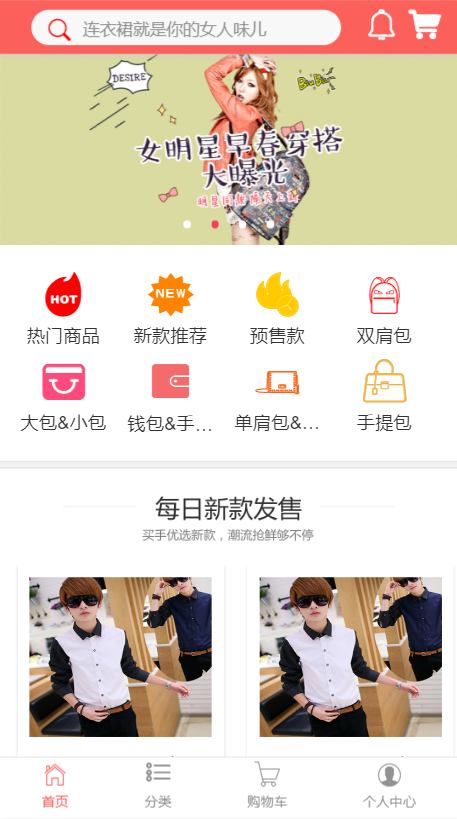 连衣裙就是你的女人味儿
DESIRE
女明星早春穿搭
大曝光
HOT
NEW
热门商品
新款推荐
预售款
双肩包
大包&小包
钱包&手…
单肩包&…
手提包
每日新款发售
买手优选新款，潮流抢鲜够不停
首页
分类
购物车
个人中心